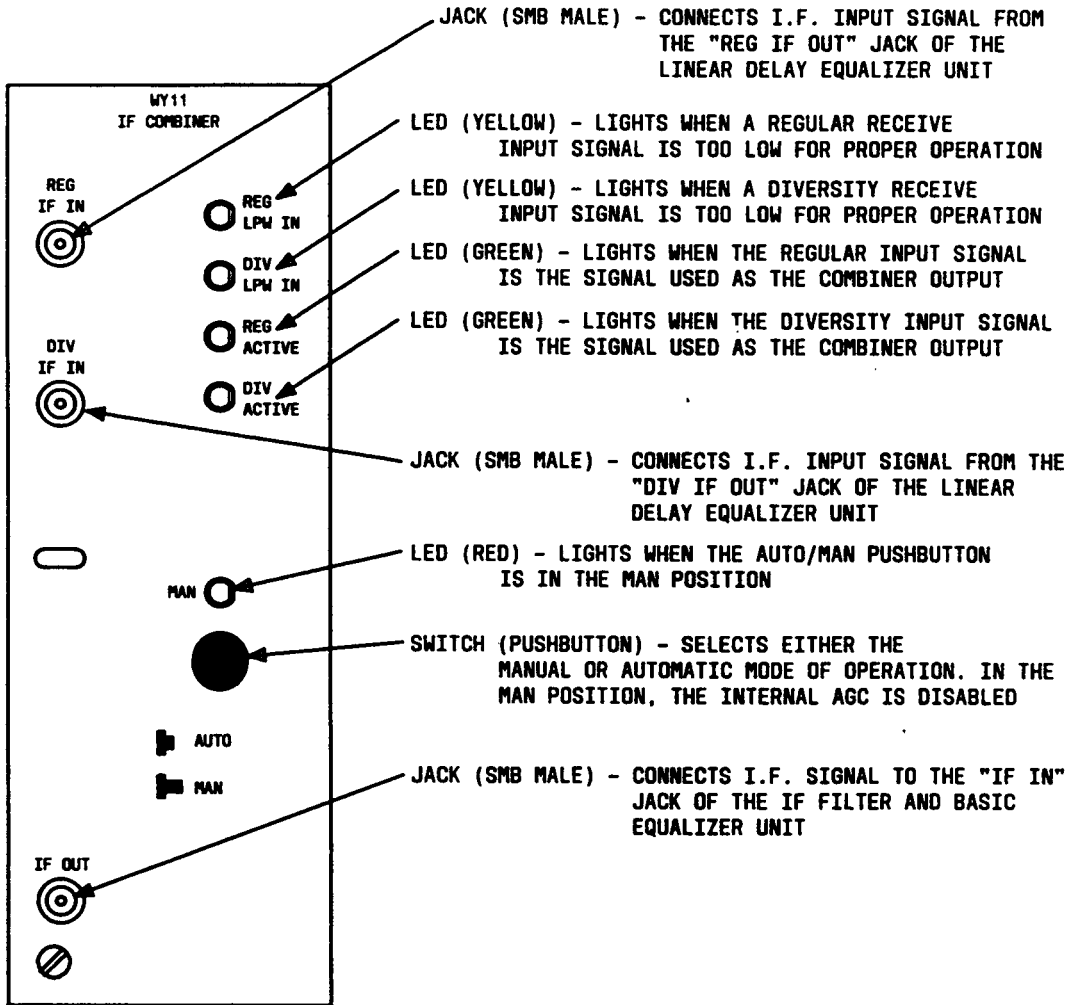 JACK (SMB MALE) - CONNECTS I.F. INPUT SIGNAL FROM
THE "REG IF OUT" JACK OF THE
LINEAR DELAY EQUALIZER UNIT
WY11
IF COMBINER
LED (YELLOW) - LIGHTS WHEN A REGULAR RECEIVE
INPUT SIGNAL IS TOO LOW FOR PROPER OPERATION
REG
IF IN
REG
LPW IN
LED (YELLOW) - LIGHTS WHEN A DIVERSITY RECEIVE
INPUT SIGNAL IS TOO LOW FOR PROPER OPERATION
DIV
LPW IN
LED (GREEN) - LIGHTS WHEN THE REGULAR INPUT SIGNAL
IS THE SIGNAL USED AS THE COMBINER OUTPUT
REG
ACTIVE
LED (GREEN) - LIGHTS WHEN THE DIVERSITY INPUT SIGNAL
IS THE SIGNAL USED AS THE COMBINER OUTPUT
DIV
IF IN
DIV
ACTIVE
JACK (SMB MALE) - CONNECTS I.F. INPUT SIGNAL FROM THE
"DIV IF OUT" JACK OF THE LINEAR
DELAY EQUALIZER UNIT
LED (RED) - LIGHTS WHEN THE AUTO/MAN PUSHBUTTON
IS IN THE MAN POSITION
MAN
SWITCH (PUSHBUTTON) - SELECTS EITHER THE
MANUAL OR AUTOMATIC MODE OF OPERATION. IN THE
MAN POSITION, THE INTERNAL AGC IS DISABLED
AUTO
MAN
JACK (SMB MALE) - CONNECTS I.F. SIGNAL TO THE "IF IN"
JACK OF THE IF FILTER AND BASIC
EQUALIZER UNIT
IF OUT